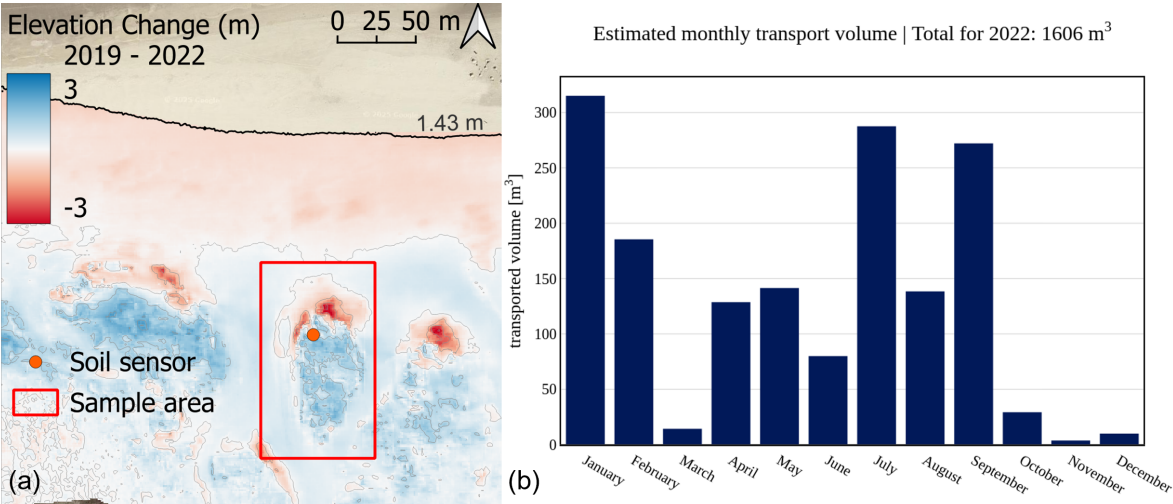 Elevation Change (m)
2019 - 2022
3
-3
0 25 50 m
1.43 m
Soil sensor
Sample area
(a)
Estimated monthly transport volume | Total for 2022: 1606 m³
transported volume [m³]
300
250
200
150
100
50
0
January
February
March
April
May
June
July
August
September
October
November
December
(b)